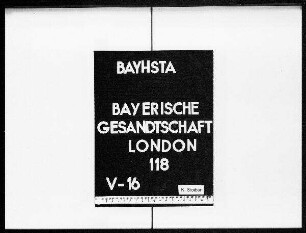 BAYHSTA
BAYERISCHE
GESANDTSCHAFT
LONDON
118
V-16